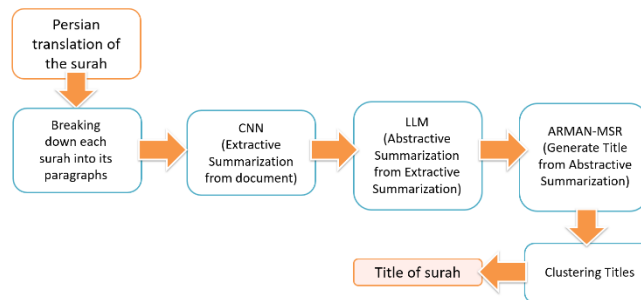 Persian
translation of
the surah
Breaking
down each
surah into its
paragraphs
CNN
(Extractive
Summarization
from document)
LLM
(Abstractive
Summarization
from Extractive
Summarization)
ARMAN-MSR
(Generate Title
from Abstractive
Summarization)
Clustering Titles
Title of surah